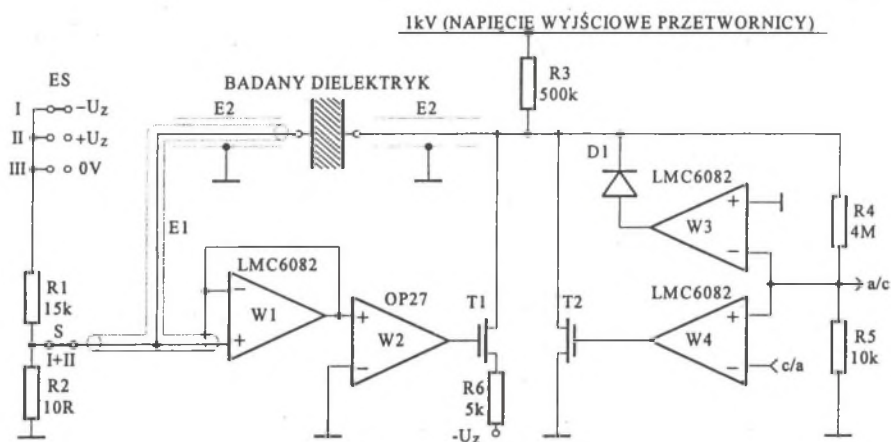 1kV (NAPIĘCIE WYJŚCIOWE PRZETWORNICY)
ES
I
-Uz
II
+Uz
III
0V
BADANY DIELEKTRYK
E2
E2
R3
500k
D1
LMC6082
+
-
W3
R4
4M
E1
LMC6082
-
+
W1
OP27
+
-
W2
T1
T2
LMC6082
+
-
W4
a/c
c/a
R1
15k
S
I+II
R2
10R
R5
10k
R6
5k
-Uz